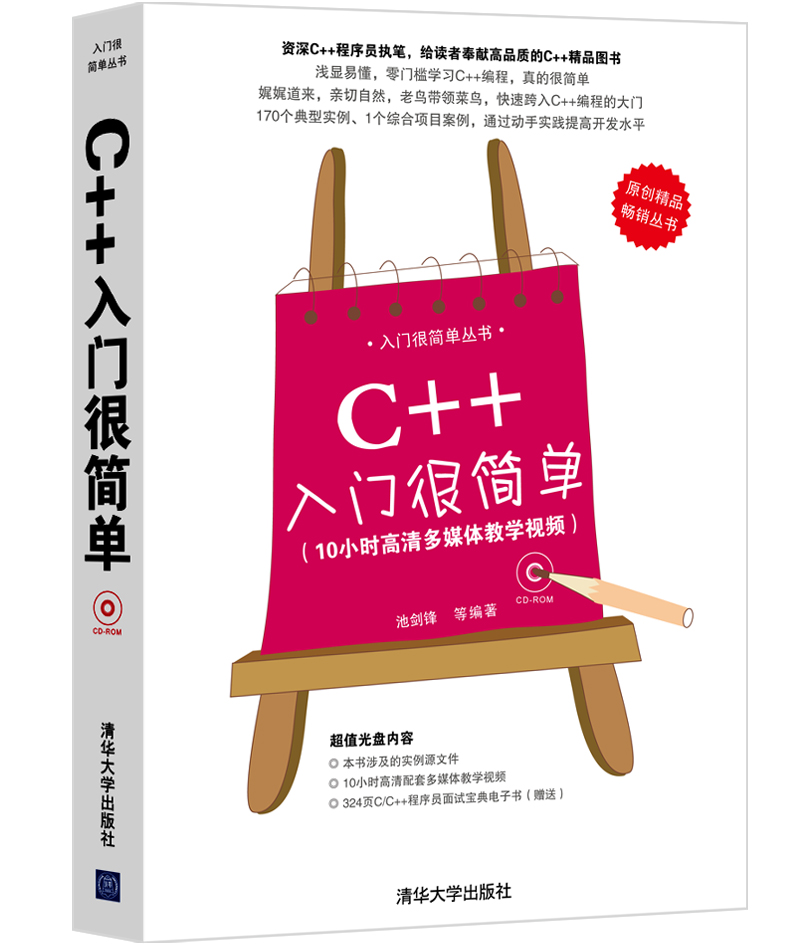 入门很
简单丛书
C++入门很简单
CD-ROM
清华大学出版社
资深C++程序员执笔，给读者奉献高品质的C++精品图书
浅显易懂，零门槛学习C++编程，真的很简单
娓娓道来，亲切自然，老鸟带领菜鸟，快速跨入C++编程的大门
170个典型实例、1个综合项目案例，通过动手实践提高开发水平
原创精品
畅销丛书
•入门很简单丛书•
C++
入门很简单
（10小时高清多媒体教学视频）
CD-ROM
池剑锋 等编著
超值光盘内容
◎本书涉及的实例源文件
◎10小时高清配套多媒体教学视频
◎324页C/C++程序员面试宝典电子书（赠送）
清华大学出版社